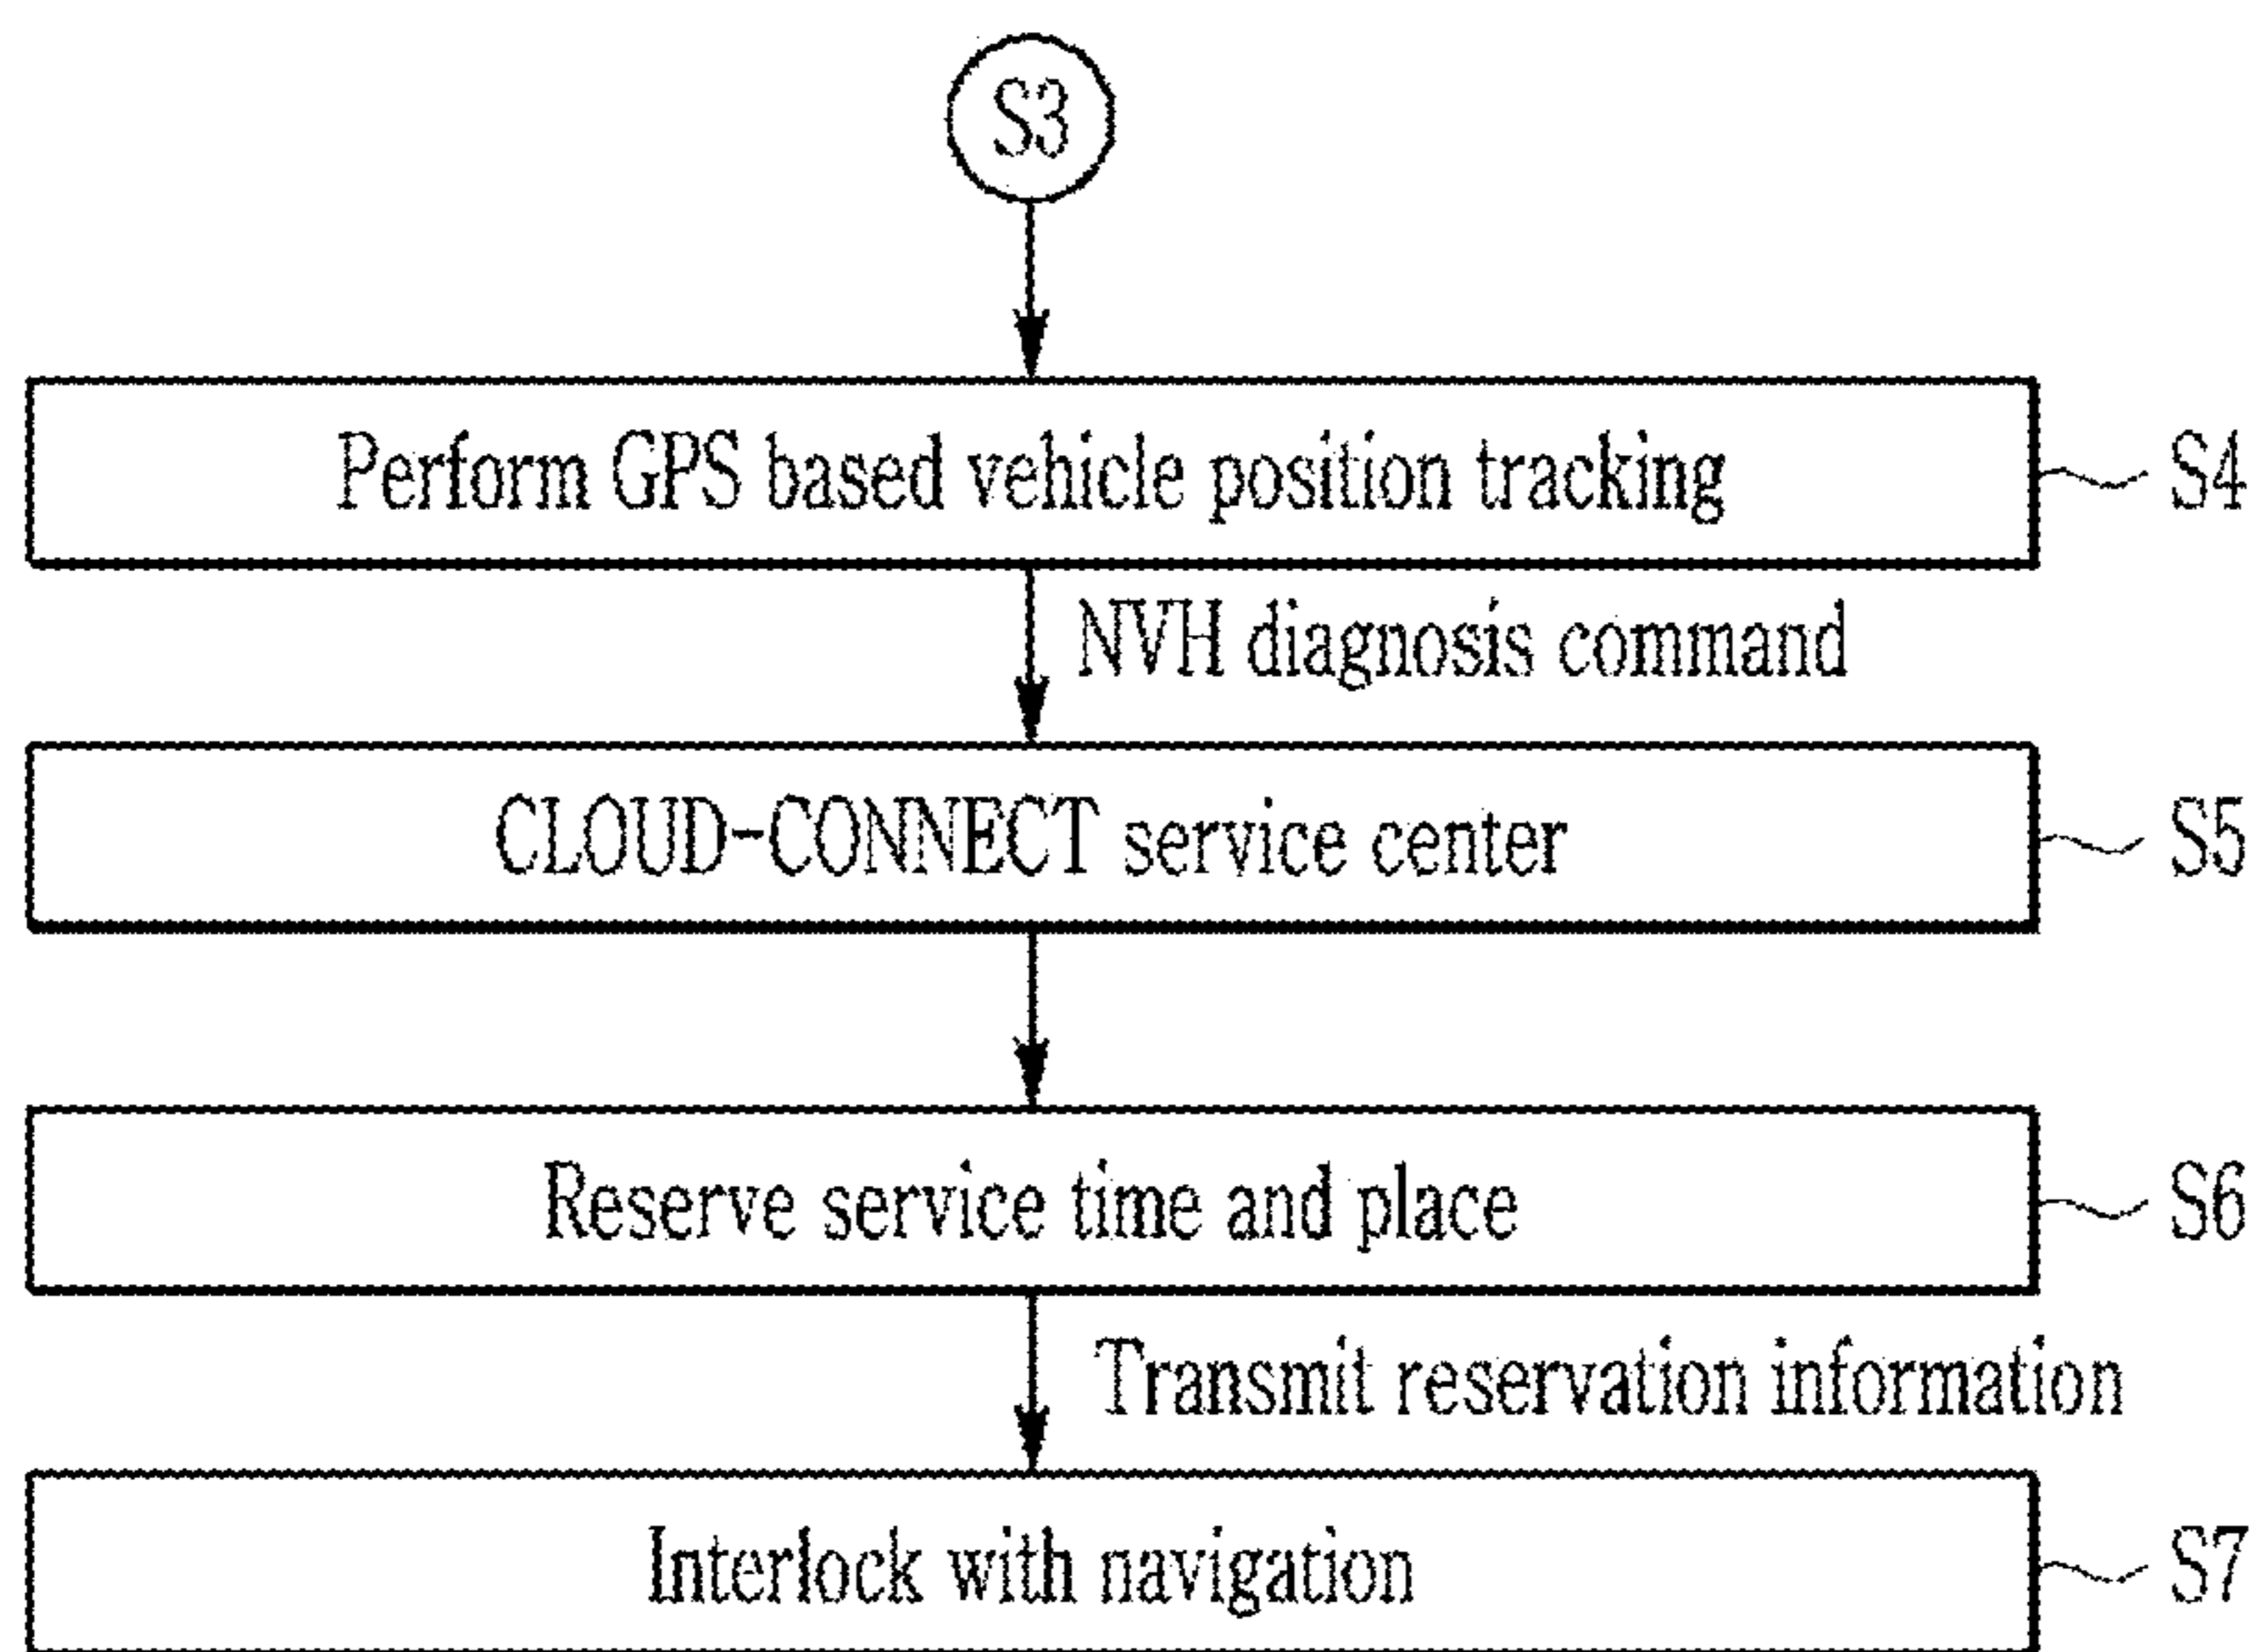 S3
Perform GPS based vehicle position tracking
S4
NVH diagnosis command
CLOUD-CONNECT service center
S5
Reserve service time and place
S6
Transmit reservation information
Interlock with navigation
S7